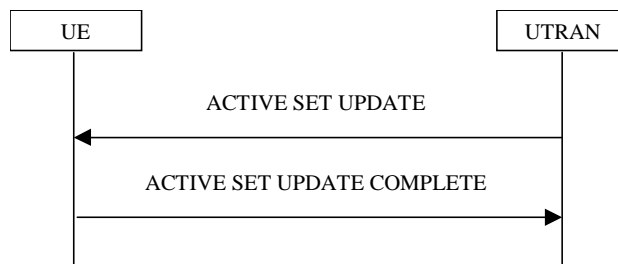 UE
UTRAN
ACTIVE SET UPDATE
ACTIVE SET UPDATE COMPLETE